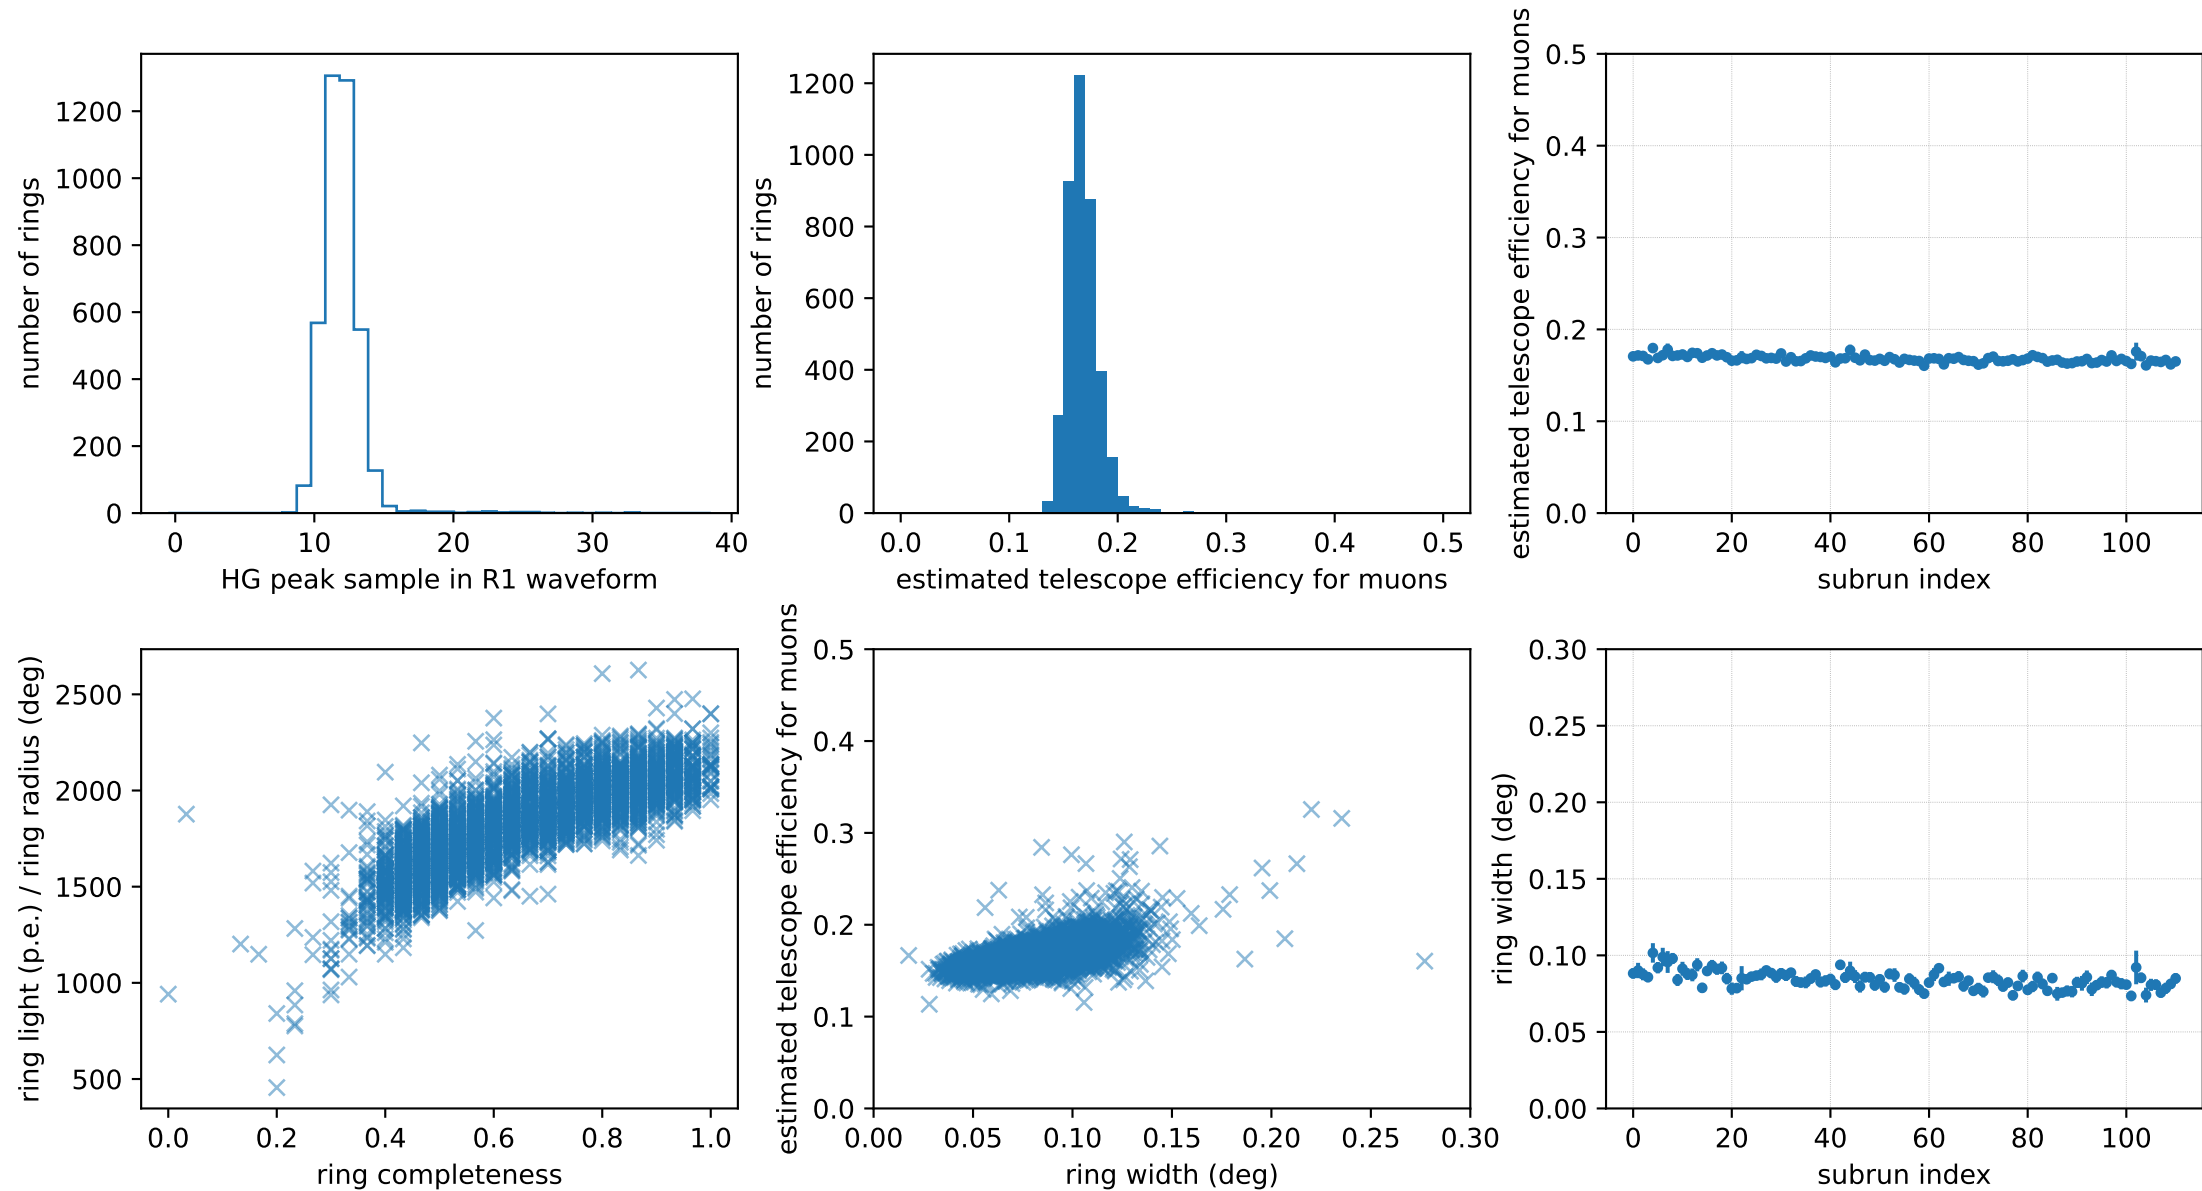 number of rings
1200
1000
800
600
400
200
0
0 10 20 30 40
HG peak sample in R1 waveform
number of rings
1200
1000
800
600
400
200
0
0.0 0.1 0.2 0.3 0.4 0.5
estimated telescope efficiency for muons
estimated telescope efficiency for muons
0.5
0.4
0.3
0.2
0.1
0.0
0 20 40 60 80 100
subrun index
ring light (p.e.) / ring radius (deg)
2500
2000
1500
1000
500
0.0 0.2 0.4 0.6 0.8 1.0
ring completeness
estimated telescope efficiency for muons
0.5
0.4
0.3
0.2
0.1
0.0
0.00 0.05 0.10 0.15 0.20 0.25 0.30
ring width (deg)
ring width (deg)
0.30
0.25
0.20
0.15
0.10
0.05
0.00
0 20 40 60 80 100
subrun index